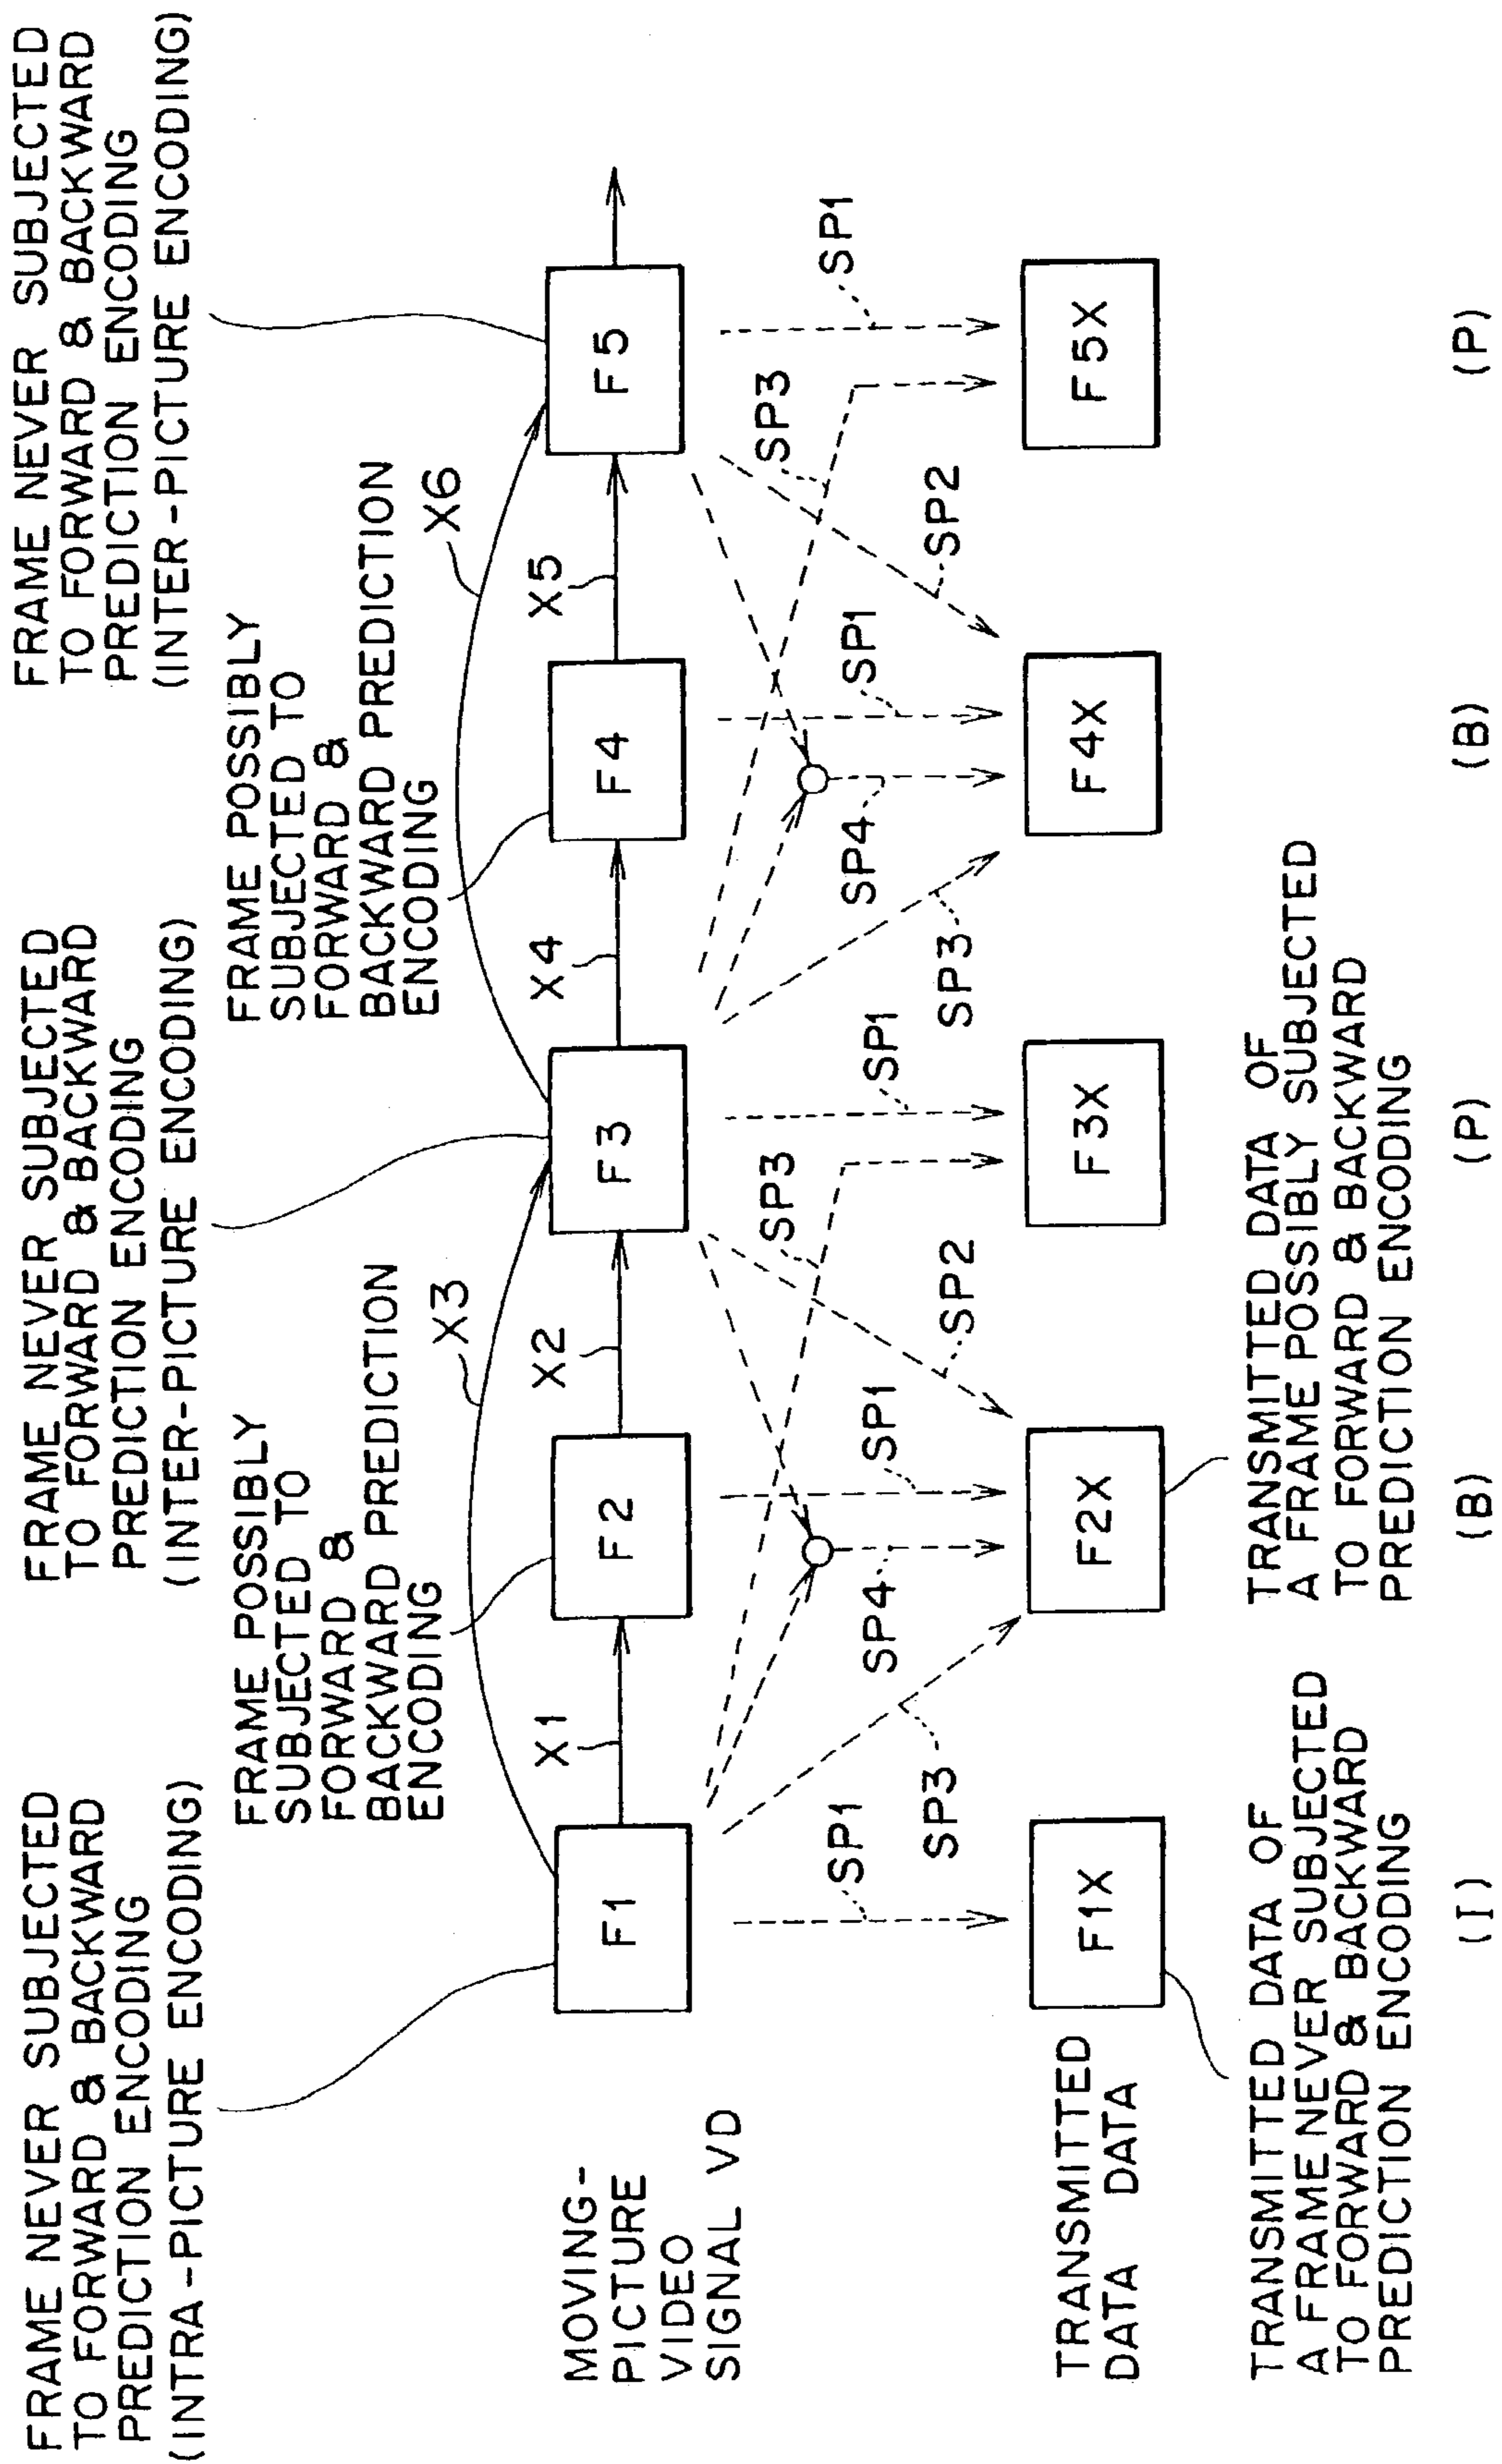 FRAME NEVER SUBJECTED
TO FORWARD & BACKWARD
PREDICTION ENCODING
(INTRA-PICTURE ENCODING)
FRAME NEVER SUBJECTED
TO FORWARD & BACKWARD
PREDICTION ENCODING
(INTER-PICTURE ENCODING)
FRAME NEVER SUBJECTED
TO FORWARD & BACKWARD
PREDICTION ENCODING
(INTER-PICTURE ENCODING)
FRAME POSSIBLY
SUBJECTED TO
FORWARD &
BACKWARD PREDICTION
ENCODING
FRAME POSSIBLY
SUBJECTED TO
FORWARD &
BACKWARD PREDICTION
ENCODING
X3
X6
X1
X2
X4
X5
MOVING-
PICTURE
VIDEO
SIGNAL VD
F1
F2
F3
F4
F5
SP1
SP3
SP4
SP1
SP2
SP3
SP1
SP3
SP4
SP1
SP2
SP3
SP1
TRANSMITTED
DATA DATA
F1X
F2X
F3X
F4X
F5X
TRANSMITTED DATA OF
A FRAME NEVER SUBJECTED
TO FORWARD & BACKWARD
PREDICTION ENCODING
TRANSMITTED DATA OF
A FRAME POSSIBLY SUBJECTED
TO FORWARD & BACKWARD
PREDICTION ENCODING
(I)
(B)
(P)
(B)
(P)